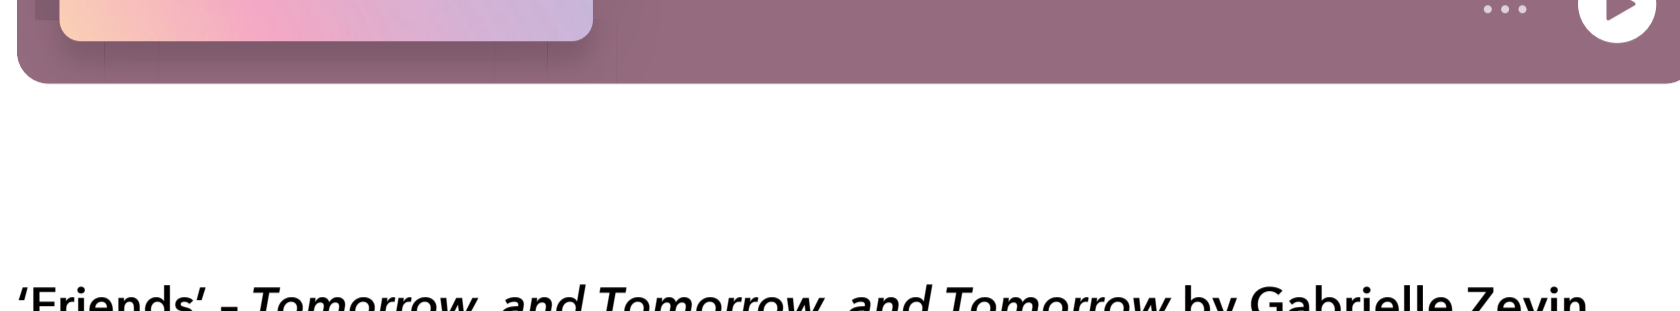 ‘Friends’ – Tomorrow, and Tomorrow, and Tomorrow by Gabrielle Zevin